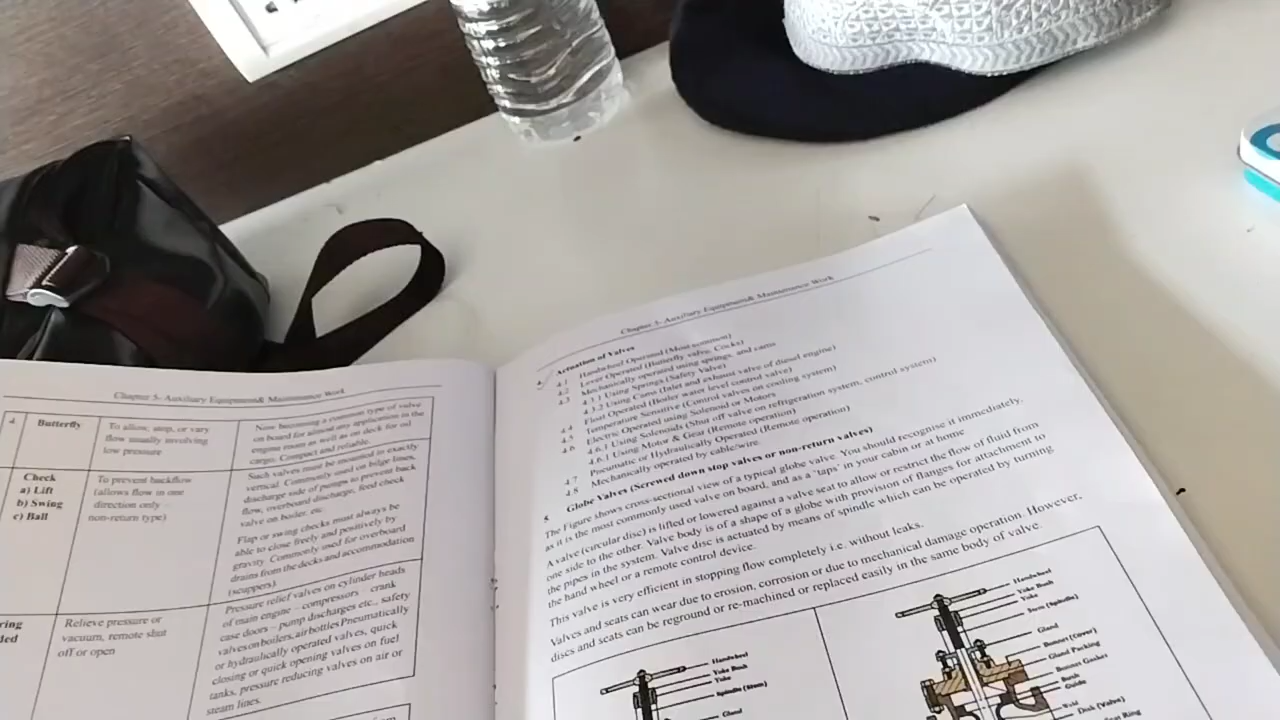 Chapter 5- Auxiliary Equipment& Maintenance Work
4 Butterfly
To allow, stop, or vary
flow usually involving
low pressure
Now becoming a common type of valve
on board for almost any application in the
engine room as well as on deck for oil
cargo. Compact and reliable.
Check
a) Lift
b) Swing
c) Ball
To prevent backflow
(allows flow in one
direction only -
non-return type)
Such valves must be mounted in exactly
vertical. Commonly used on bilge lines,
discharge side of pumps to prevent back
flow, overboard discharge, feed check
valve on boiler, etc.
Flap or swing checks must always be
able to close freely and positively by
gravity. Commonly used for overboard
drains from the decks and accommodation
(scuppers).
Relieve pressure or
vacuum, remote shut
off or open
Pressure relief valves on cylinder heads
of main engine – compressors – crank
case doors – pump discharges etc., safety
valves on boilers, air bottles Pneumatically
or hydraulically operated valves, quick
closing or quick opening valves on fuel
tanks, pressure reducing valves on air or
steam lines.
Chapter 5- Auxiliary Equipment& Maintenance Work
4. Actuation of Valves
4.1 Handwheel Operated (Most common)
4.2 Lever Operated (Butterfly valve, Cocks)
4.3 Mechanically operated using springs, and cams
4.3.1 Using Springs (Safety Valve)
4.3.2 Using Cams (Inlet and exhaust valve of diesel engine)
4.4 Float Operated (Boiler water level control valve)
4.5 Temperature Sensitive (Control valves on cooling system)
4.6 Electric Operated using Solenoid or Motors
4.6.1 Using Solenoids (Shut off valve on refrigeration system, control system)
4.6.1 Using Motor & Gear (Remote operation)
4.7 Pneumatic or Hydraulically Operated (Remote operation)
4.8 Mechanically operated by cable/wire.
5. Globe Valves (Screwed down stop valves or non-return valves)
The Figure shows cross-sectional view of a typical globe valve. You should recognise it immediately,
as it is the most commonly used valve on board, and as a 'taps' in your cabin or at home
A valve (circular disc) is lifted or lowered against a valve seat to allow or restrict the flow of fluid from
one side to the other. Valve body is of a shape of a globe with provision of flanges for attachment to
the pipes in the system. Valve disc is actuated by means of spindle which can be operated by turning
the hand wheel or a remote control device.
This valve is very efficient in stopping flow completely i.e. without leaks.
Valves and seats can wear due to erosion, corrosion or due to mechanical damage operation. However,
discs and seats can be reground or re-machined or replaced easily in the same body of valve.
Handwheel
Yoke Bush
Yoke
Spindle (Stem)
Gland
Handwheel
Yoke Bush
Yoke
Stem (Spindle)
Gland
Bonnet (Cover)
Gland Packing
Bonnet Gasket
Bush
Guide
Weld
Disk (Valve)
Seat Ring